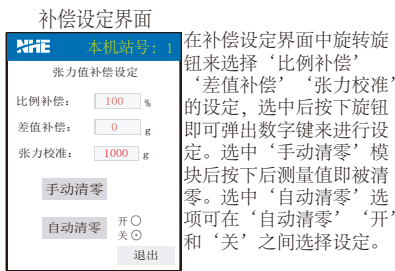 补偿设定界面
NHE 本机站号: 1
张力值补偿设定
比例补偿: 100 %
差值补偿: 0 g
张力校准: 1000 g
手动清零
自动清零 开○
关⊙
退出
在补偿设定界面中旋转旋
钮来选择‘比例补偿’
‘差值补偿’‘张力校准’
的设定, 选中后按下旋钮
即可弹出数字键来进行设
定。选中‘手动清零’模
块后按下后测量值即被清
零。选中‘自动清零’选
项可在‘自动清零’‘开’
和‘关’之间选择设定。